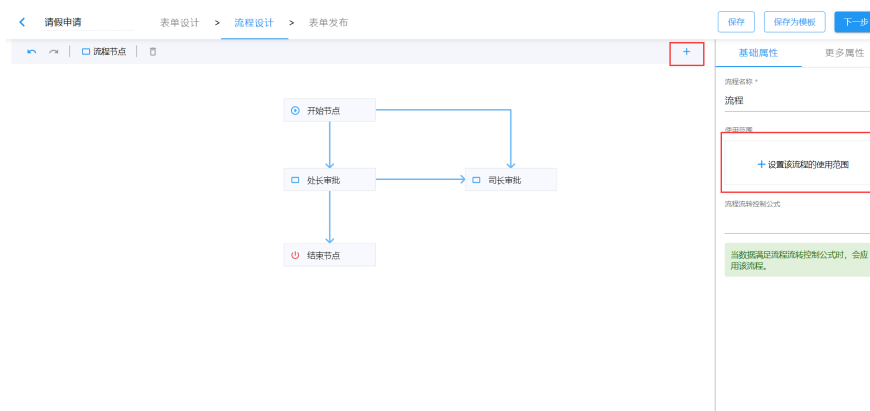 请假申请
表单设计 > 流程设计 > 表单发布
保存 保存为模板 下一步
流程节点
+
基础属性 更多属性
流程名称 *
流程
使用范围
+ 设置该流程的使用范围
流程流转控制公式
当数据满足流程流转控制公式时，会应
用该流程。
开始节点
处长审批
司长审批
结束节点